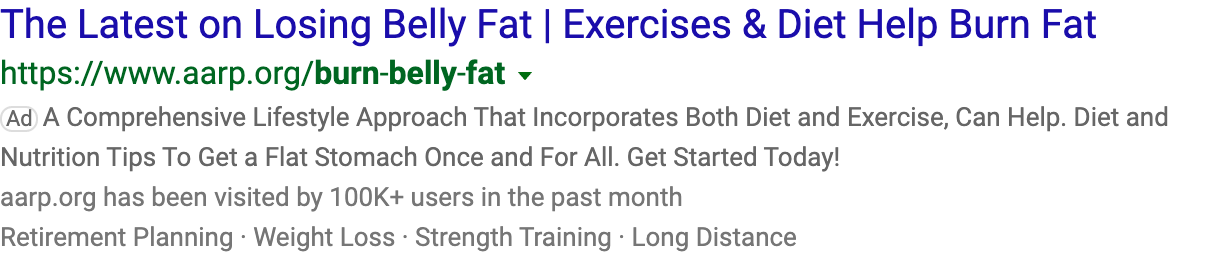 The Latest on Losing Belly Fat | Exercises & Diet Help Burn Fat
https://www.aarp.org/burn-belly-fat
Ad A Comprehensive Lifestyle Approach That Incorporates Both Diet and Exercise, Can Help. Diet and
Nutrition Tips To Get a Flat Stomach Once and For All. Get Started Today!
aarp.org has been visited by 100K+ users in the past month
Retirement Planning · Weight Loss · Strength Training · Long Distance